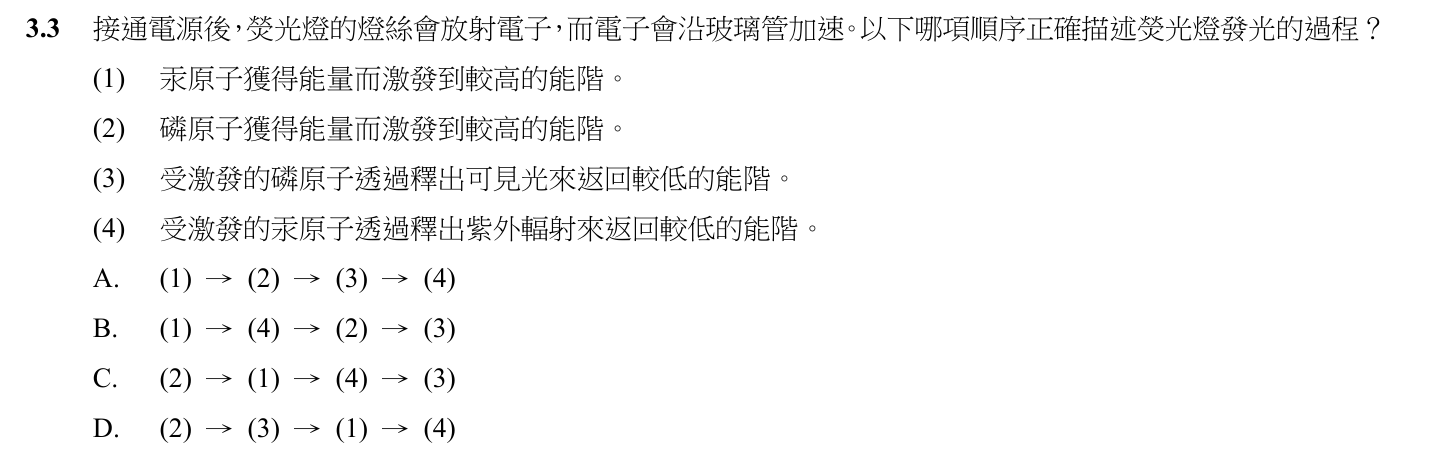 3.3 接通電源後，熒光燈的燈絲會放射電子，而電子會沿玻璃管加速。以下哪項順序正確描述熒光燈發光的過程？
(1) 汞原子獲得能量而激發到較高的能階。
(2) 磷原子獲得能量而激發到較高的能階。
(3) 受激發的磷原子透過釋出可見光來返回較低的能階。
(4) 受激發的汞原子透過釋出紫外輻射來返回較低的能階。
A. (1) → (2) → (3) → (4)
B. (1) → (4) → (2) → (3)
C. (2) → (1) → (4) → (3)
D. (2) → (3) → (1) → (4)